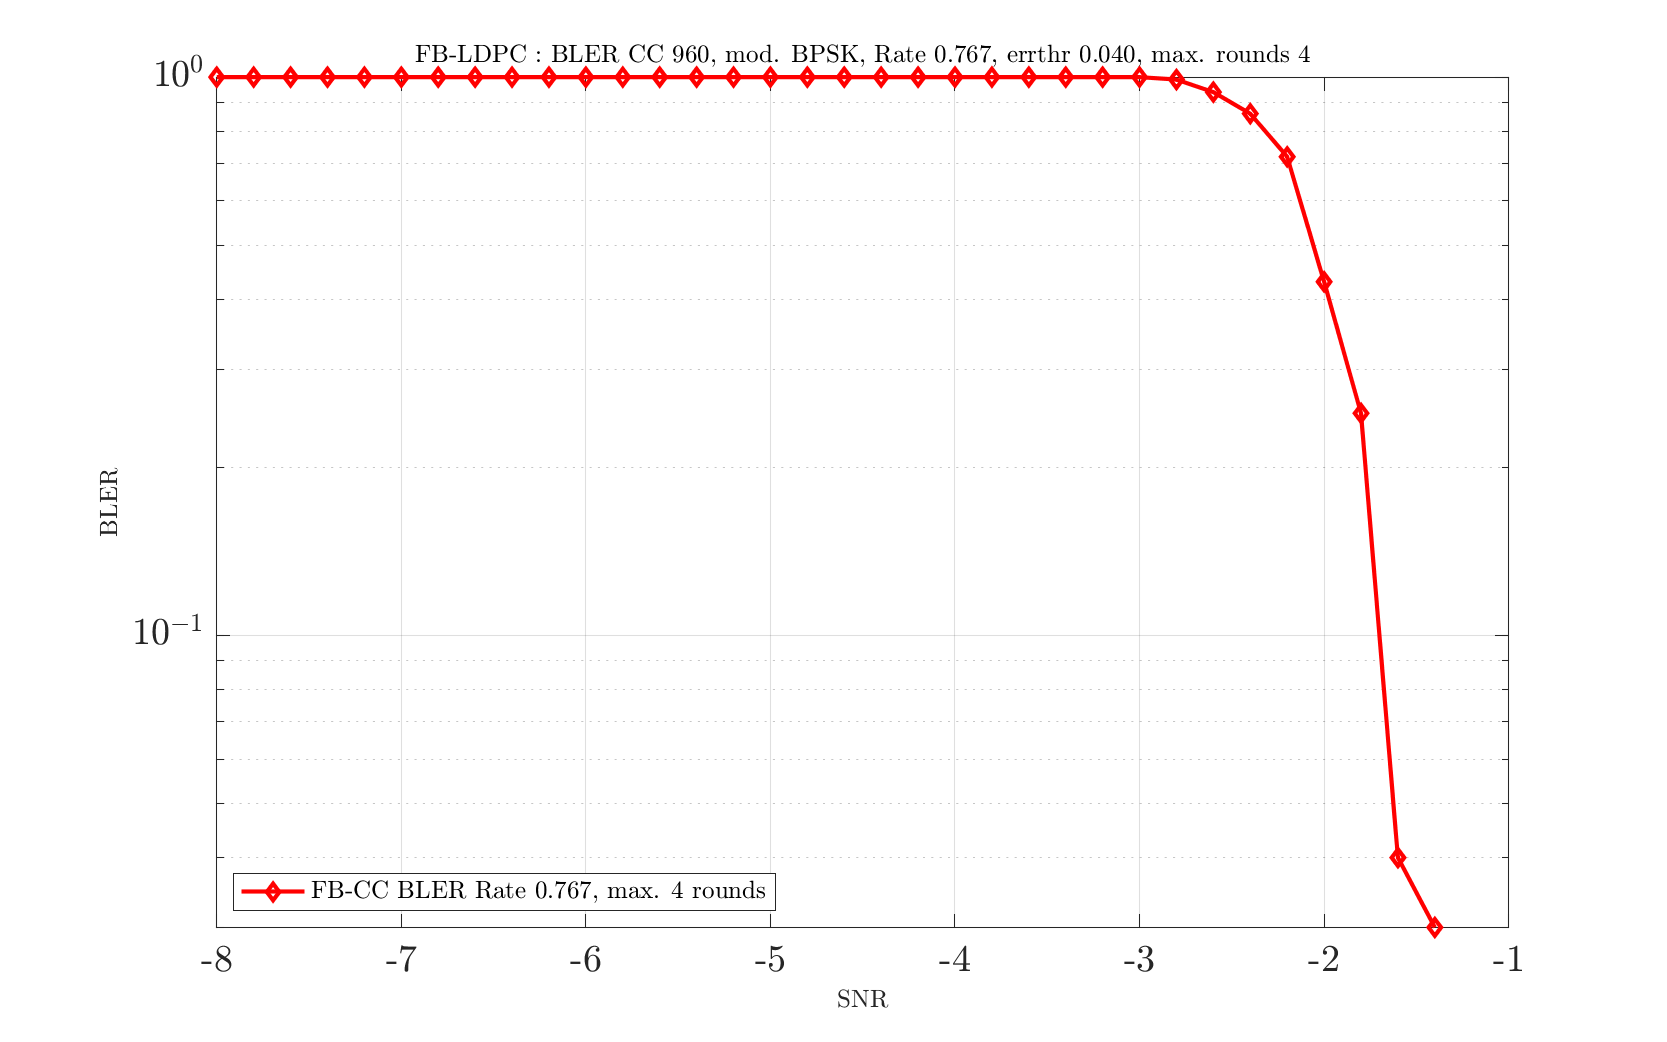 FB-LDPC : BLER CC 960, mod. BPSK, Rate 0.767, errthr 0.040, max. rounds 4
10^0
BLER
10^−1
FB-CC BLER Rate 0.767, max. 4 rounds
-8 -7 -6 -5 -4 -3 -2 -1
SNR